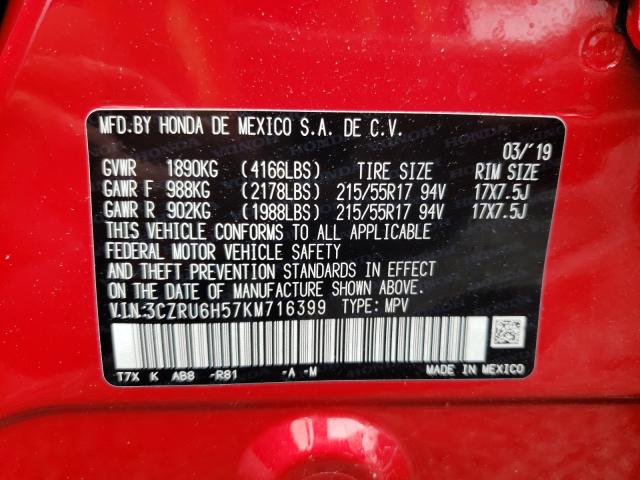 MFD.BY HONDA DE MEXICO S.A. DE C.V.
03/'19
GVWR 1890KG (4166LBS) TIRE SIZE RIM SIZE
GAWR F 988KG (2178LBS) 215/55R17 94V 17X7.5J
GAWR R 902KG (1988LBS) 215/55R17 94V 17X7.5J
THIS VEHICLE CONFORMS TO ALL APPLICABLE
FEDERAL MOTOR VEHICLE SAFETY
AND THEFT PREVENTION STANDARDS IN EFFECT
ON THE DATE OF MANUFACTURE SHOWN ABOVE.
V.I.N:3CZRU6H57KM716399 TYPE: MPV
T7X K AB8 -R81 -A -M MADE IN MEXICO